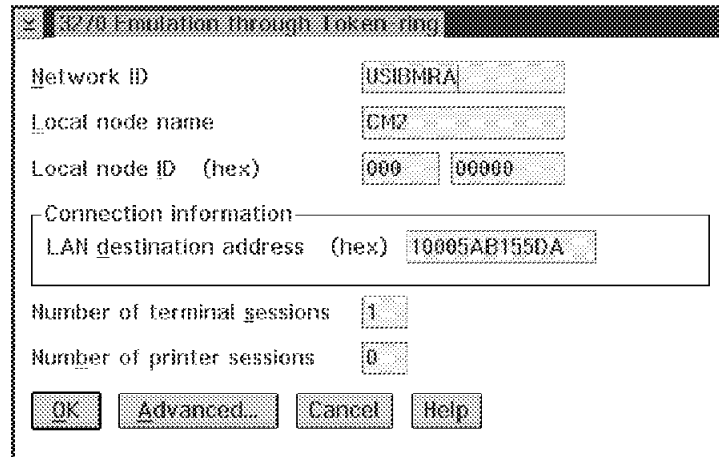 3270 Emulation through Token-ring
Network ID USIBMRA
Local node name CM2
Local node ID (hex) 000 00000
Connection information
LAN destination address (hex) 10005AB155DA
Number of terminal sessions 1
Number of printer sessions 0
OK Advanced... Cancel Help